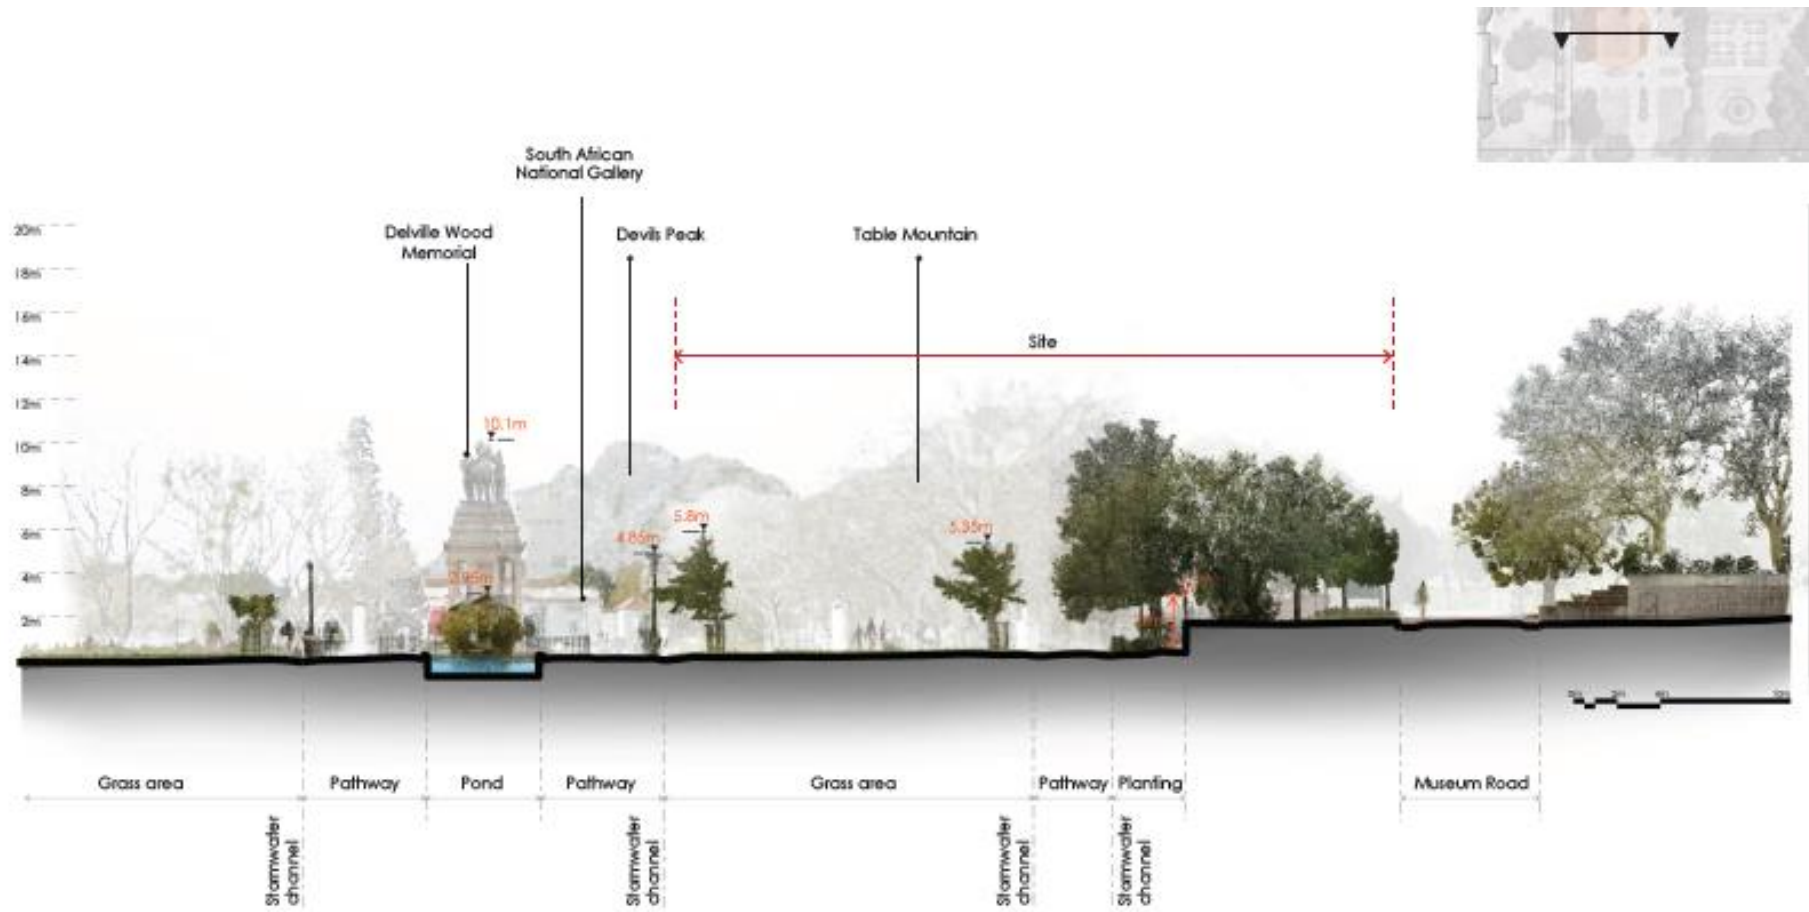 South African
National Gallery
Delville Wood
Memorial
Devils Peak
Table Mountain
20m
18m
16m
14m
12m
10m
8m
6m
4m
2m
Site
10.1m
5.8m
4.85m
5.35m
Grass area
Pathway
Pond
Pathway
Grass area
Pathway
Planting
Museum Road
Stormwater
channel
Stormwater
channel
Stormwater
channel
Stormwater
channel